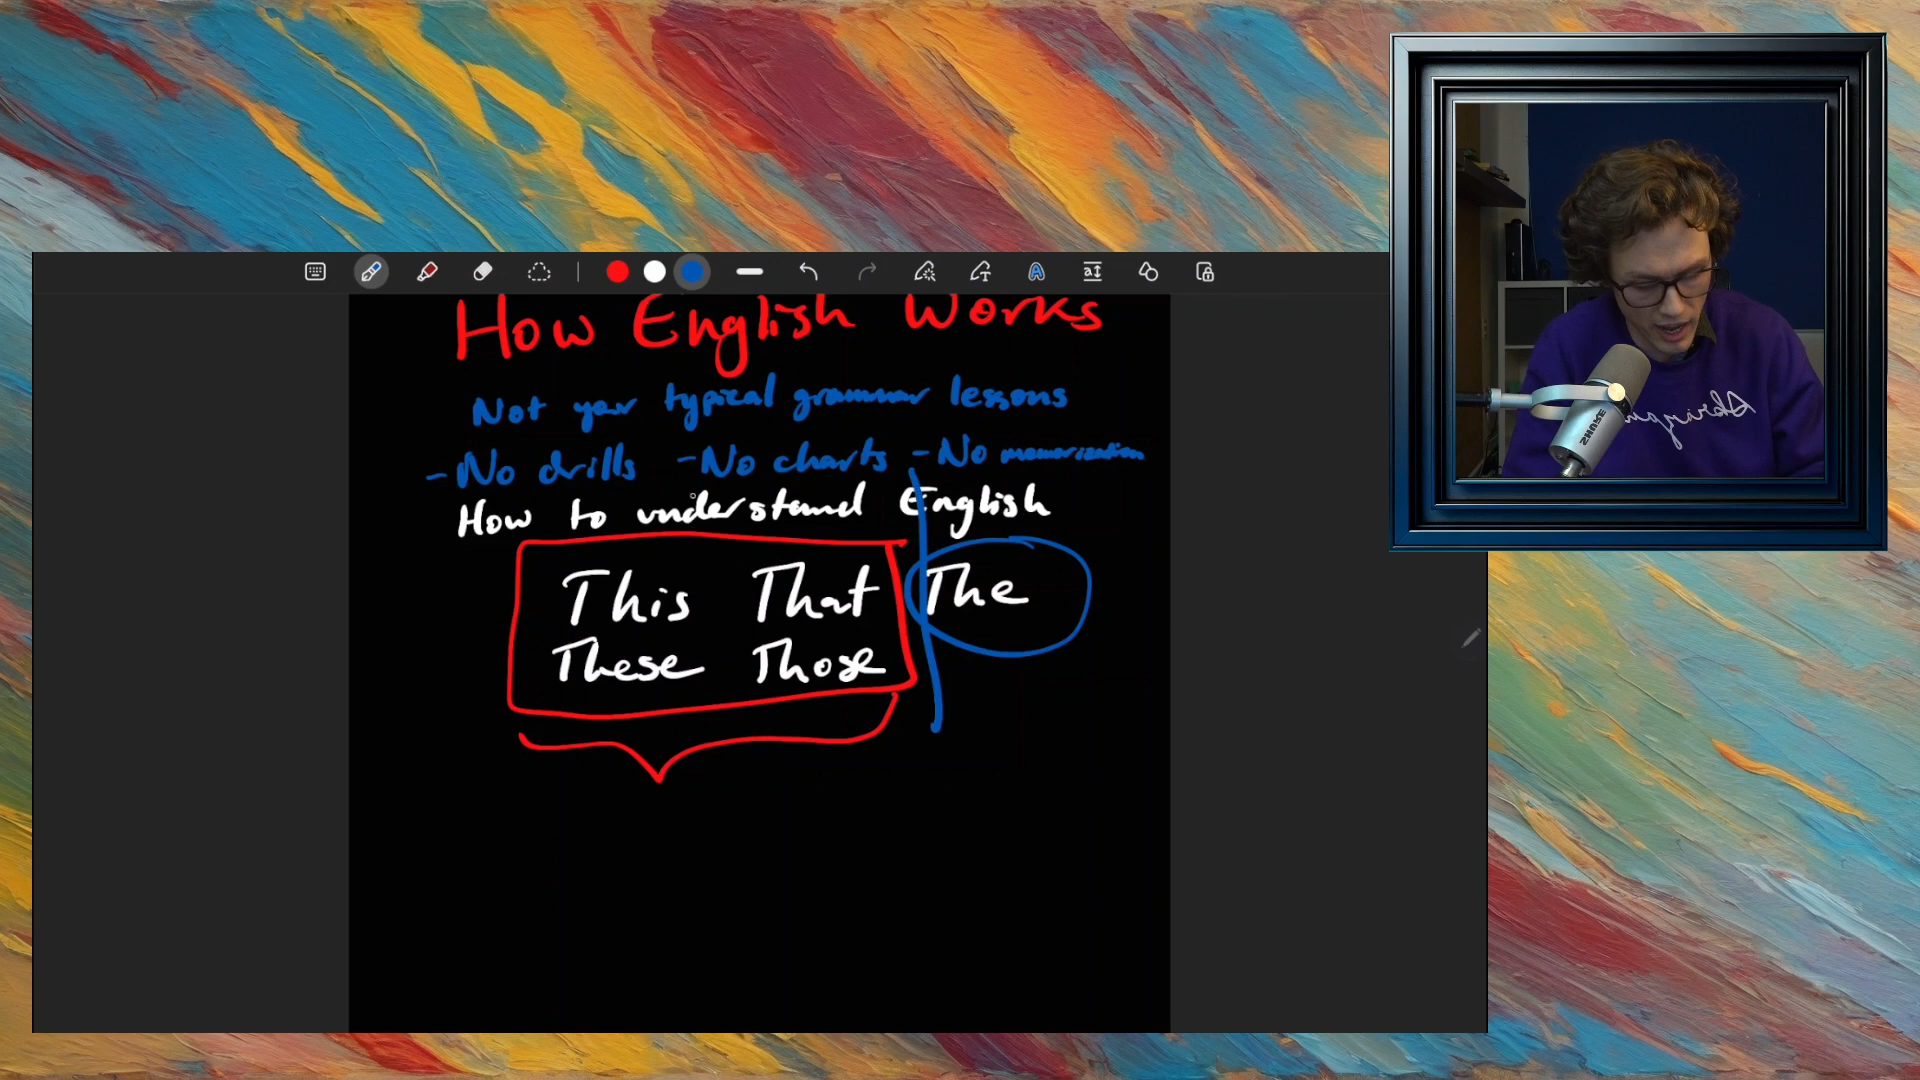 How English Works
Not your typical grammar lessons
-No drills -No charts -No memorization
How to understand English
This That The
These Those
SHURE